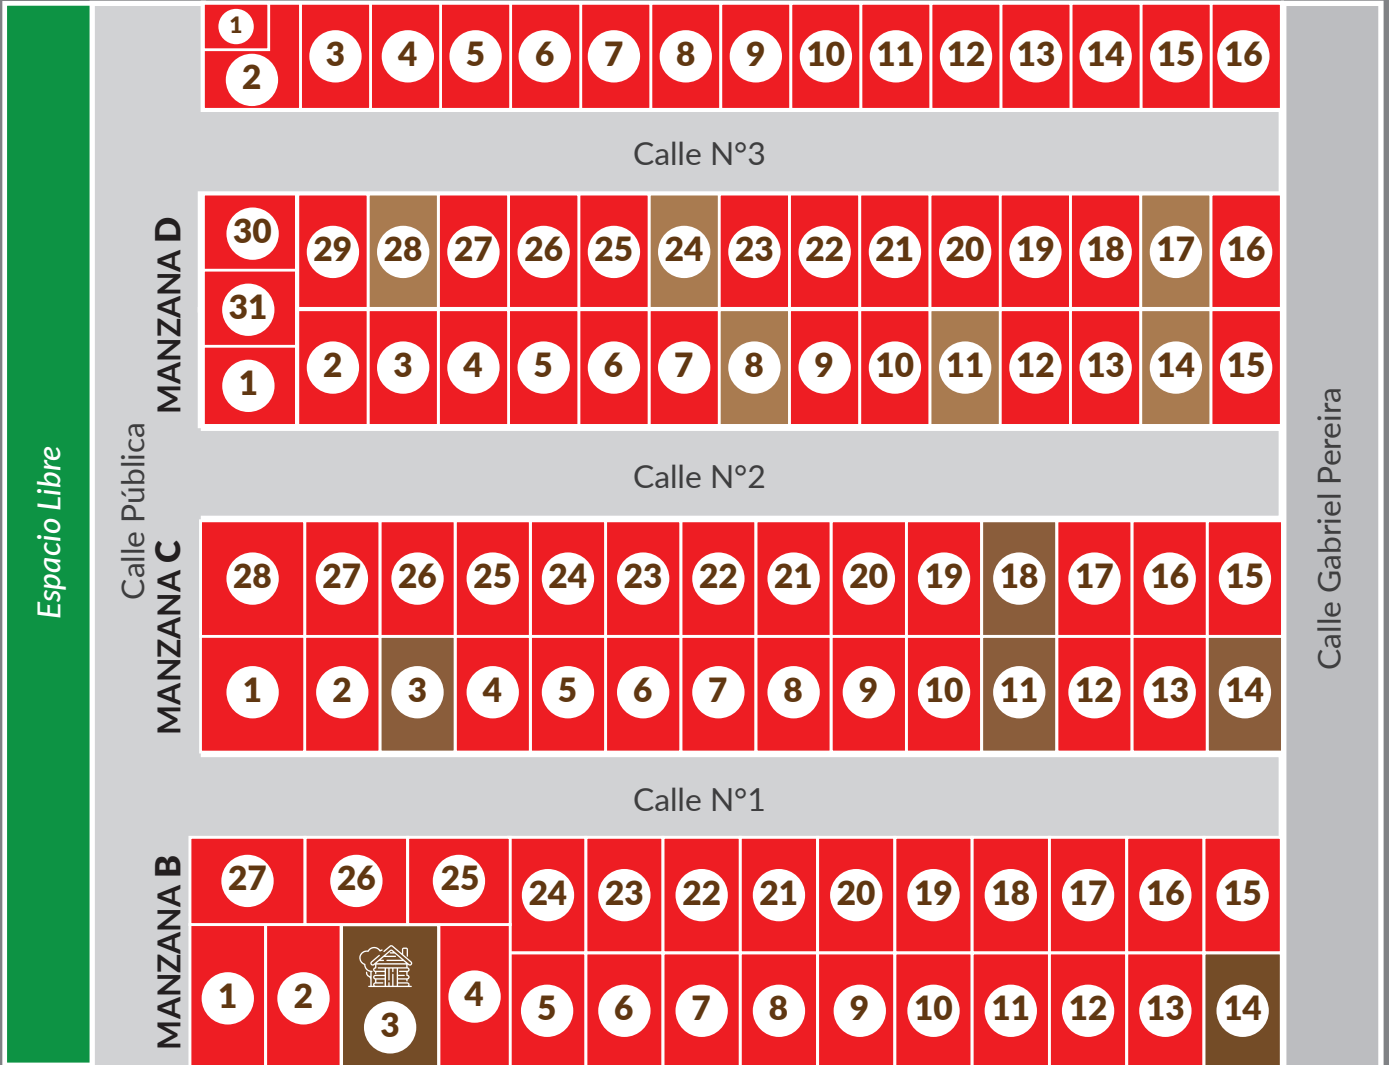 1
2 3 4 5 6 7 8 9 10 11 12 13 14 15 16
Calle N°3
MANZANA D
30
29 28 27 26 25 24 23 22 21 20 19 18 17 16
31
1
2 3 4 5 6 7 8 9 10 11 12 13 14 15
Calle N°2
Espacio Libre
Calle Pública
Calle Gabriel Pereira
MANZANA C
28 27 26 25 24 23 22 21 20 19 18 17 16 15
1 2 3 4 5 6 7 8 9 10 11 12 13 14
Calle N°1
MANZANA B
27 26 25 24 23 22 21 20 19 18 17 16 15
1 2 3 4 5 6 7 8 9 10 11 12 13 14